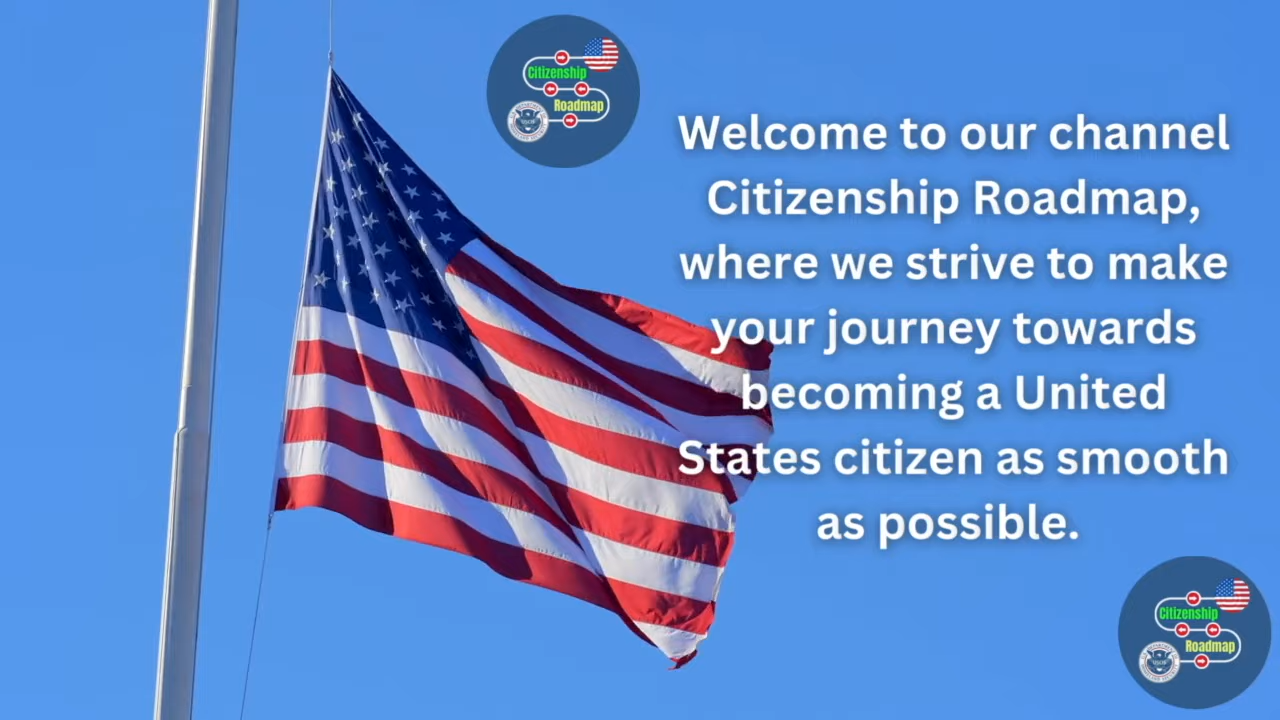 Citizenship
Roadmap
Welcome to our channel
Citizenship Roadmap,
where we strive to make
your journey towards
becoming a United
States citizen as smooth
as possible.
Citizenship
Roadmap